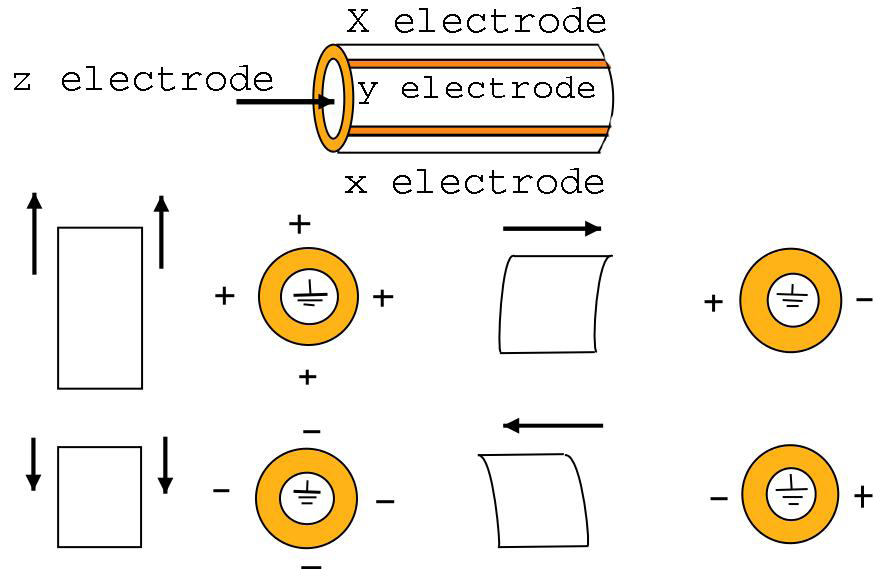 X electrode
z electrode
y electrode
x electrode
+
+ +
+ -
+
-
- -
- +
-